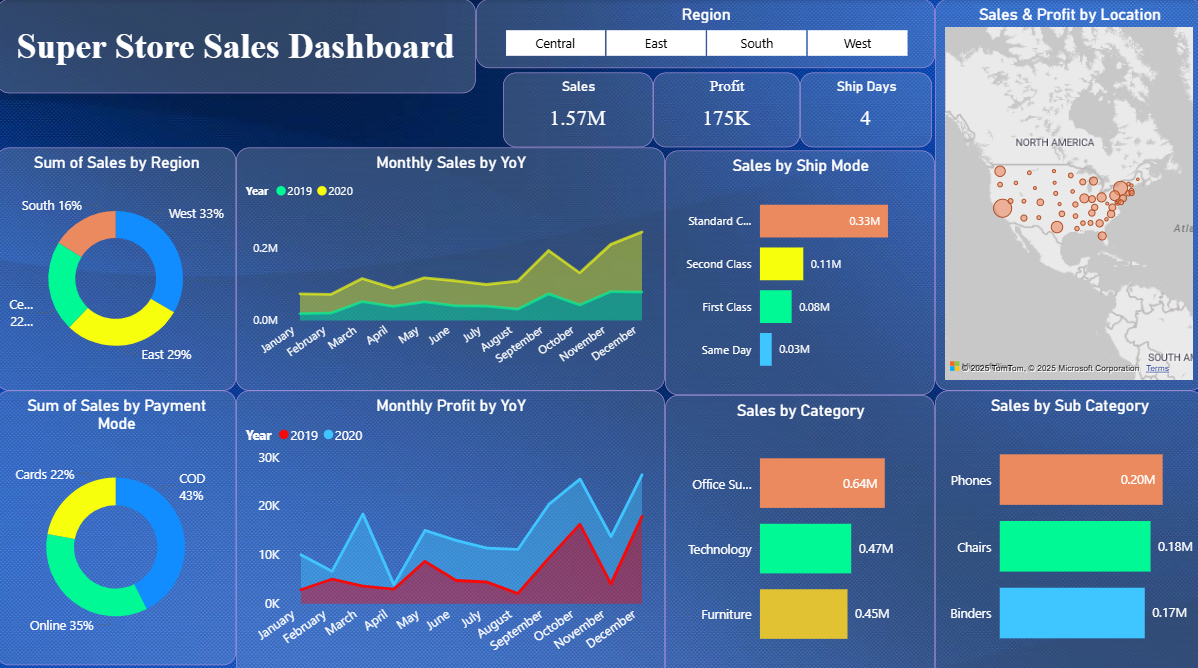 Super Store Sales Dashboard
Region
Central
East
South
West
Sales
1.57M
Profit
175K
Ship Days
4
Sales & Profit by Location
NORTH AMERICA
Atla
SOUTH AM
© 2025 TomTom, © 2025 Microsoft Corporation
Terms
Sum of Sales by Region
South 16%
West 33%
Ce...
22...
East 29%
Monthly Sales by YoY
Year 2019 2020
0.2M
0.0M
January
February
March
April
May
June
July
August
September
October
November
December
Sales by Ship Mode
Standard C...
0.33M
Second Class
0.11M
First Class
0.08M
Same Day
0.03M
Sum of Sales by Payment
Mode
Cards 22%
COD
43%
Online 35%
Monthly Profit by YoY
Year 2019 2020
30K
20K
10K
0K
January
February
March
April
May
June
July
August
September
October
November
December
Sales by Category
Office Su...
0.64M
Technology
0.47M
Furniture
0.45M
Sales by Sub Category
Phones
0.20M
Chairs
0.18M
Binders
0.17M